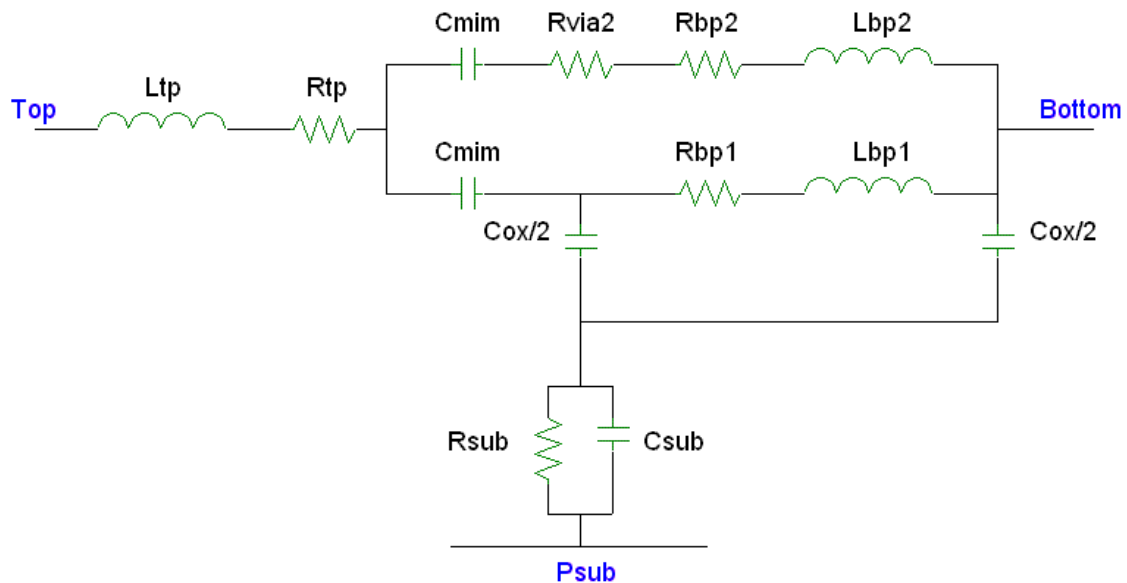 Cmim Rvia2 Rbp2 Lbp2
Ltp Rtp
Top Bottom
Cmim Rbp1 Lbp1
Cox/2 Cox/2
Rsub Csub
Psub